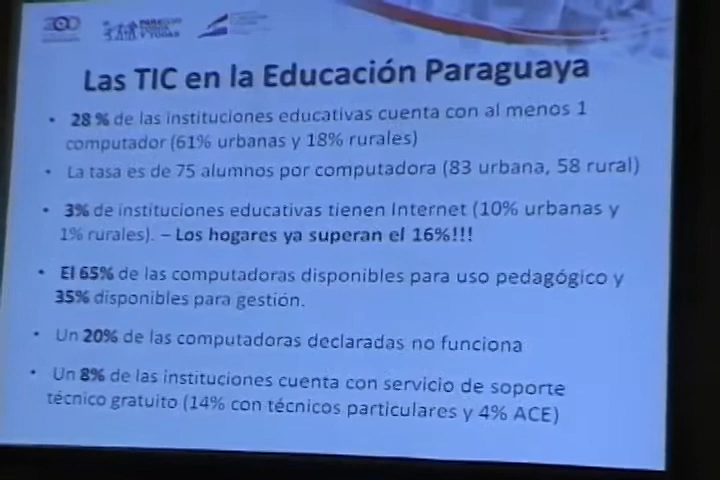 PARAGUAY
Y TODAS
Las TIC en la Educación Paraguaya
• 28 % de las instituciones educativas cuenta con al menos 1
computador (61% urbanas y 18% rurales)
• La tasa es de 75 alumnos por computadora (83 urbana, 58 rural)
• 3% de instituciones educativas tienen Internet (10% urbanas y
1% rurales). – Los hogares ya superan el 16%!!!
• El 65% de las computadoras disponibles para uso pedagógico y
35% disponibles para gestión.
• Un 20% de las computadoras declaradas no funciona
• Un 8% de las instituciones cuenta con servicio de soporte
técnico gratuito (14% con técnicos particulares y 4% ACE)